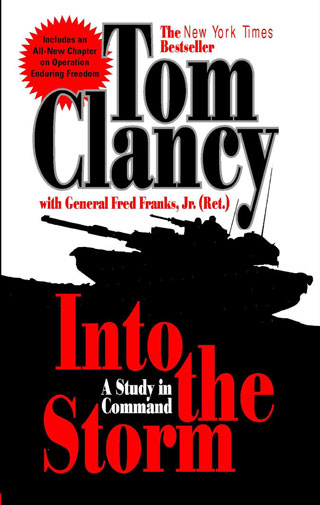 Includes an
All-New Chapter
on Operation
Enduring Freedom
The New York Times
Bestseller
Tom
Clancy
with General Fred Franks, Jr. (Ret.)
Into
the
A Study in
Command
Storm